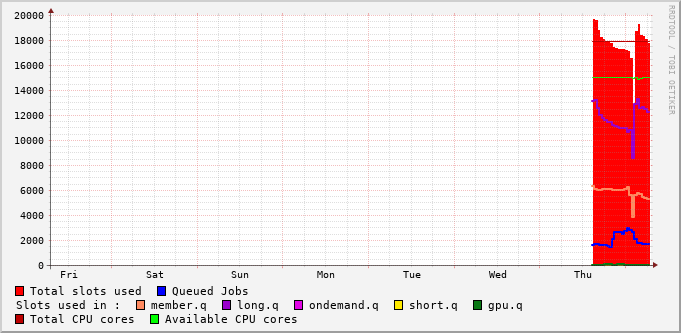 20000
18000
16000
14000
12000
10000
8000
6000
4000
2000
0
Fri Sat Sun Mon Tue Wed Thu
RRDTOOL / TOBI OETIKER
Total slots used Queued Jobs
Slots used in : member.q long.q ondemand.q short.q gpu.q
Total CPU cores Available CPU cores